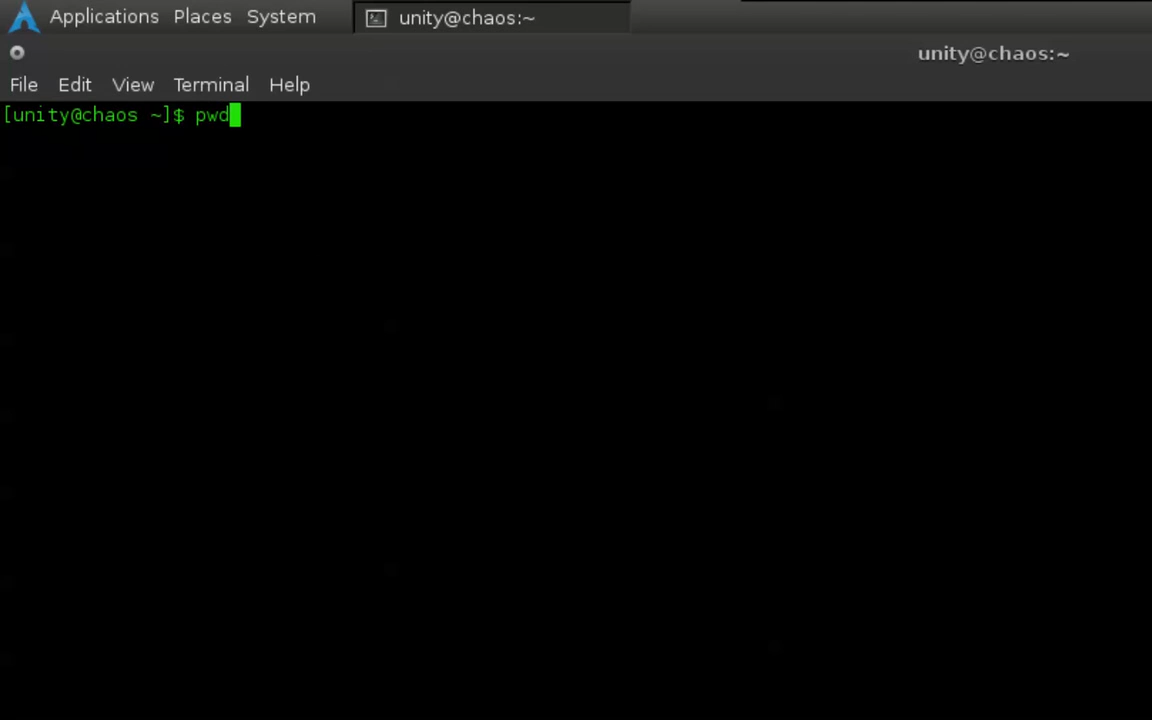 Applications Places System unity@chaos:~
unity@chaos:~
File Edit View Terminal Help
[unity@chaos ~]$ pwd